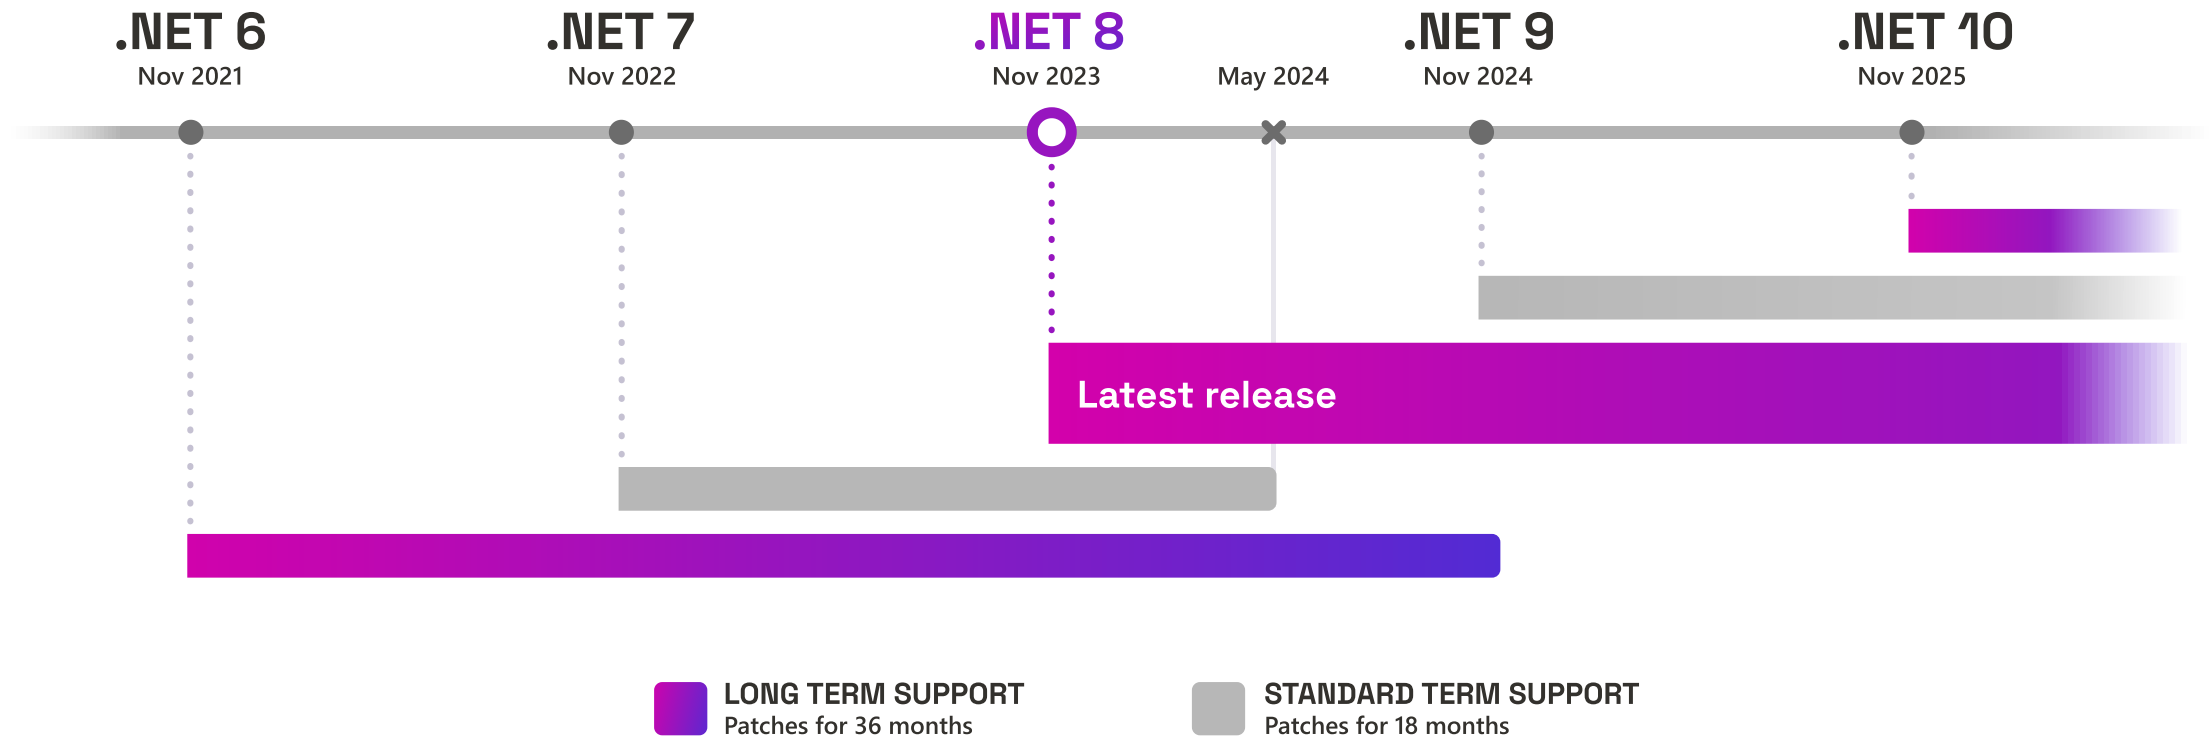 .NET 6
Nov 2021
.NET 7
Nov 2022
.NET 8
Nov 2023
May 2024
.NET 9
Nov 2024
.NET 10
Nov 2025
Latest release
LONG TERM SUPPORT
Patches for 36 months
STANDARD TERM SUPPORT
Patches for 18 months